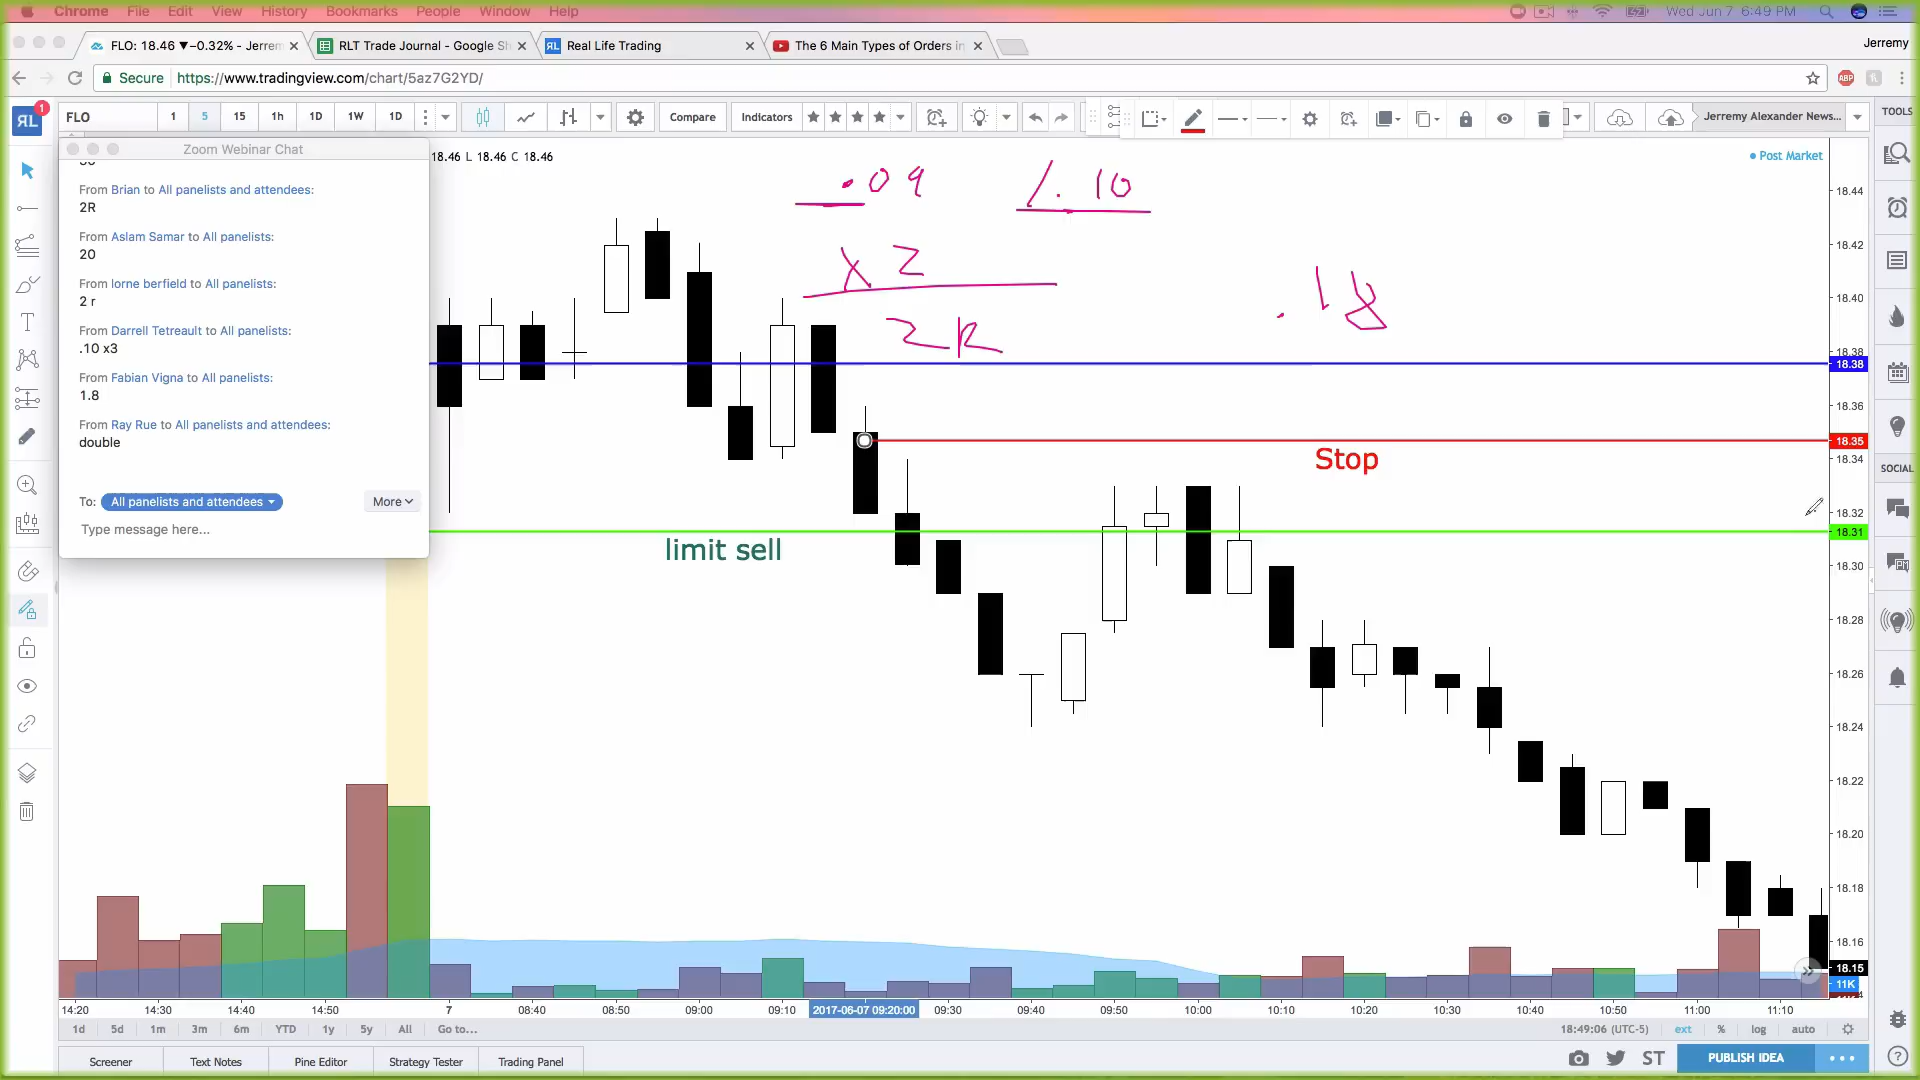 Chrome File Edit View History Bookmarks People Window Help Wed Jun 7 6:49 PM
FLO: 18.46 ▼−0.32% - Jerren RLT Trade Journal - Google Sh Real Life Trading The 6 Main Types of Orders in Jerremy
Secure https://www.tradingview.com/chart/5az7G2YD/ ABP
FLO 1 5 15 1h 1D 1W 1D Compare Indicators Jerremy Alexander News... TOOLS
Zoom Webinar Chat
18.46 L 18.46 C 18.46
Post Market
From Brian to All panelists and attendees:
2R
From Aslam Samar to All panelists:
20
From lorne berfield to All panelists:
2 r
From Darrell Tetreault to All panelists:
.10 x3
From Fabian Vigna to All panelists:
1.8
From Ray Rue to All panelists and attendees:
double
To: All panelists and attendees More
Type message here...
.09
/.10
x 2
2R
.18
Stop
limit sell
18.44
18.42
18.40
18.38
18.38
18.36
18.35
18.34
18.32
18.31
18.30
18.28
18.26
18.24
18.22
18.20
18.18
18.16
18.15
11K
SOCIAL
14:20 14:30 14:40 14:50 7 08:40 08:50 09:00 09:10 2017-06-07 09:20:00 09:30 09:40 09:50 10:00 10:10 10:20 10:30 10:40 10:50 11:00 11:10
1d 5d 1m 3m 6m YTD 1y 5y All Go to... 18:49:06 (UTC-5) ext % log auto
Screener Text Notes Pine Editor Strategy Tester Trading Panel ST PUBLISH IDEA